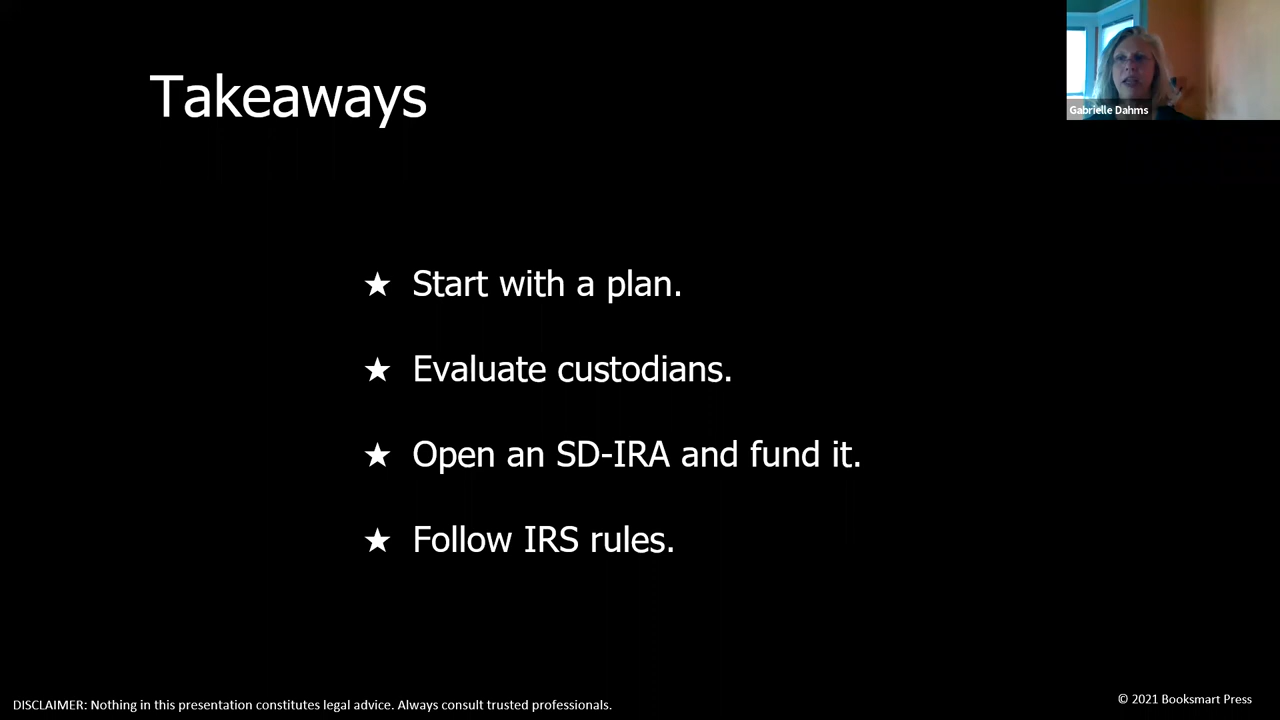 Takeaways
Gabrielle Dahms
★ Start with a plan.
★ Evaluate custodians.
★ Open an SD-IRA and fund it.
★ Follow IRS rules.
DISCLAIMER: Nothing in this presentation constitutes legal advice. Always consult trusted professionals.
© 2021 Booksmart Press